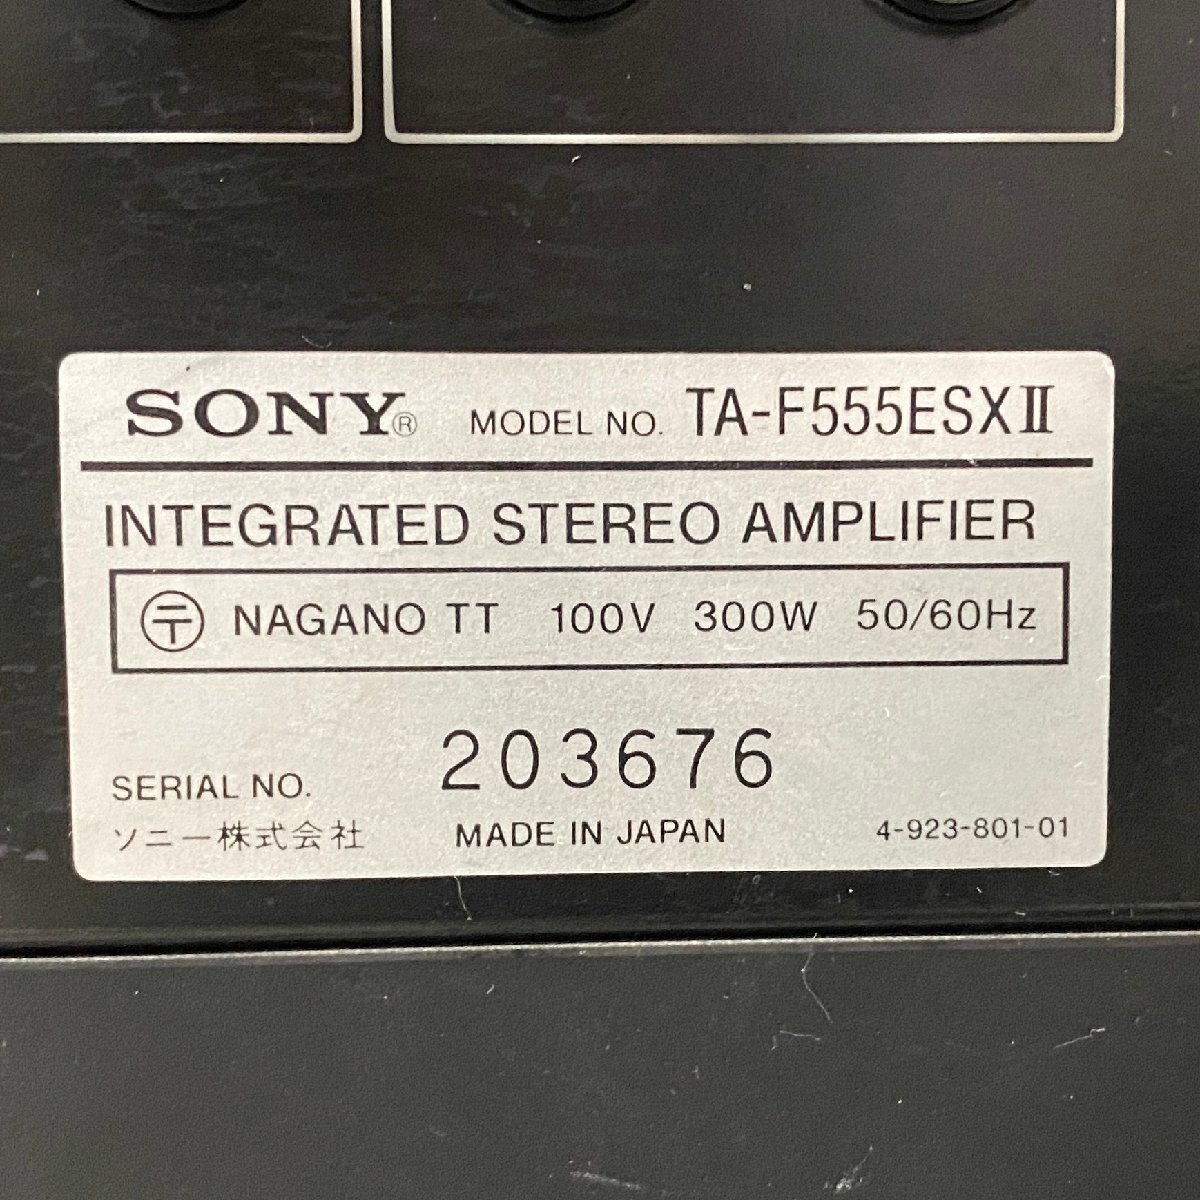 SONY® MODEL NO. TA-F555ESXⅡ
INTEGRATED STEREO AMPLIFIER
〶 NAGANO TT 100V 300W 50/60Hz
SERIAL NO. 203676
ソニー株式会社 MADE IN JAPAN 4-923-801-01